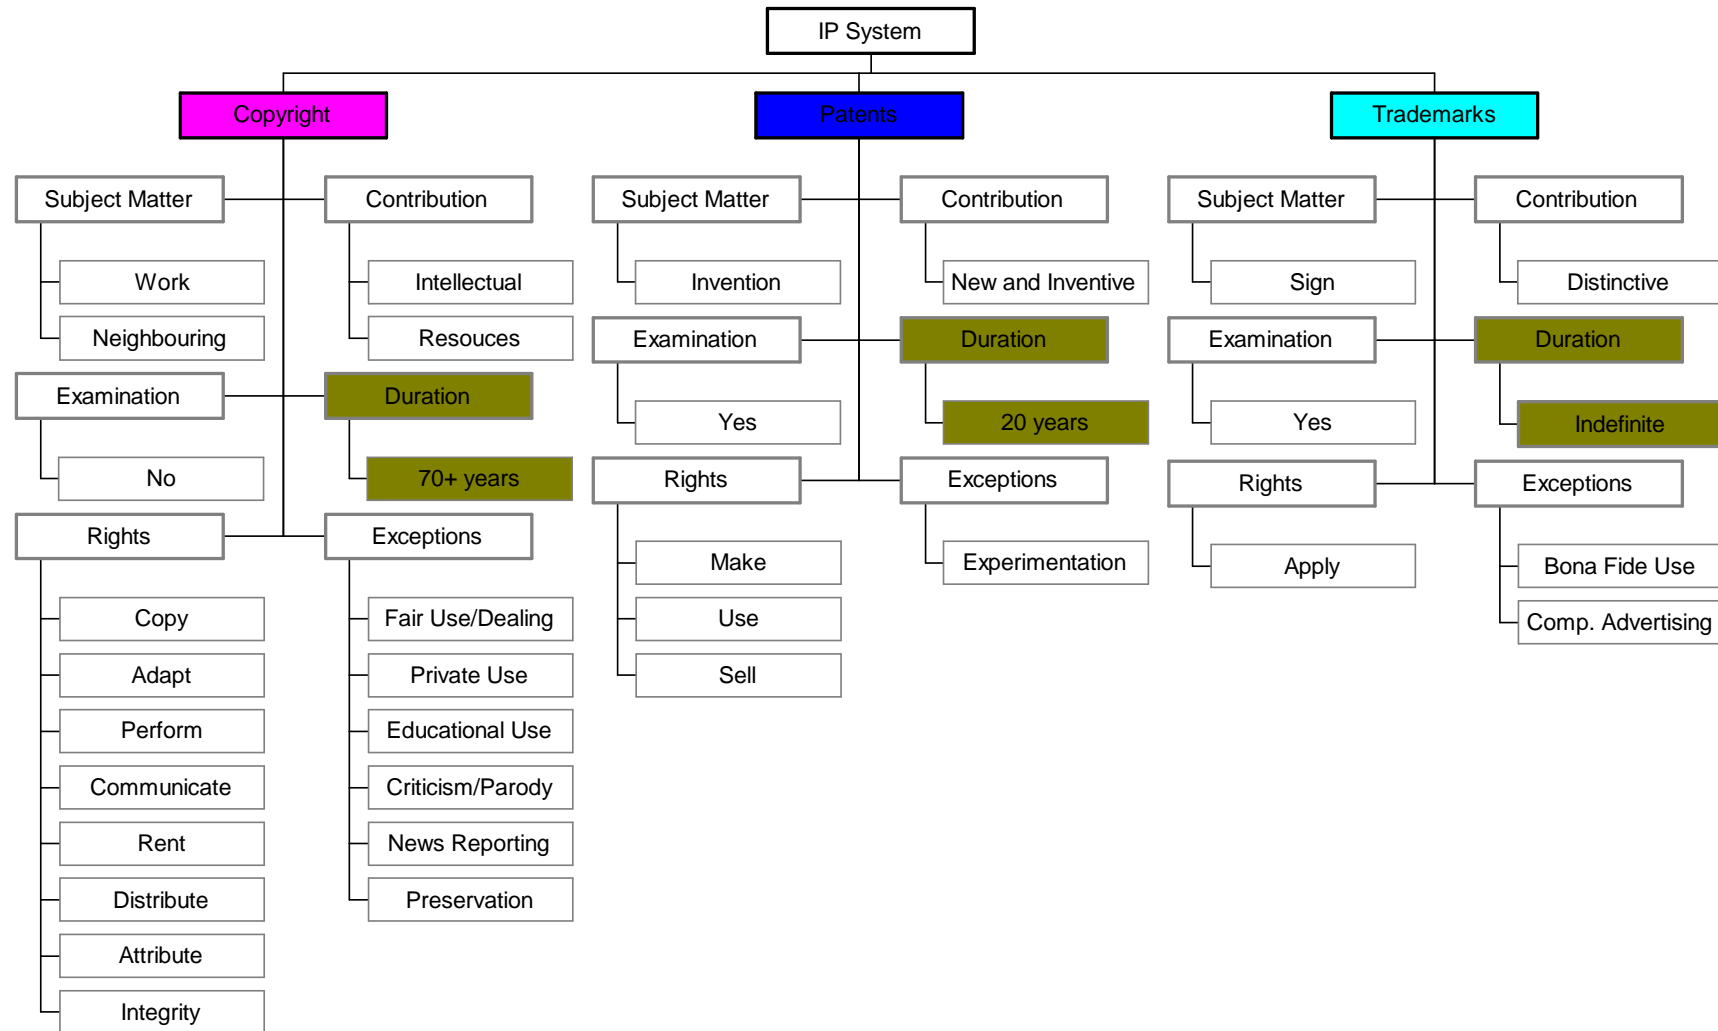 IP System
Copyright
Patents
Trademarks
Subject Matter
Work
Neighbouring
Contribution
Intellectual
Resouces
Examination
No
Duration
70+ years
Rights
Copy
Adapt
Perform
Communicate
Rent
Distribute
Attribute
Integrity
Exceptions
Fair Use/Dealing
Private Use
Educational Use
Criticism/Parody
News Reporting
Preservation
Subject Matter
Invention
Contribution
New and Inventive
Examination
Yes
Duration
20 years
Rights
Make
Use
Sell
Exceptions
Experimentation
Subject Matter
Sign
Contribution
Distinctive
Examination
Yes
Duration
Indefinite
Rights
Apply
Exceptions
Bona Fide Use
Comp. Advertising